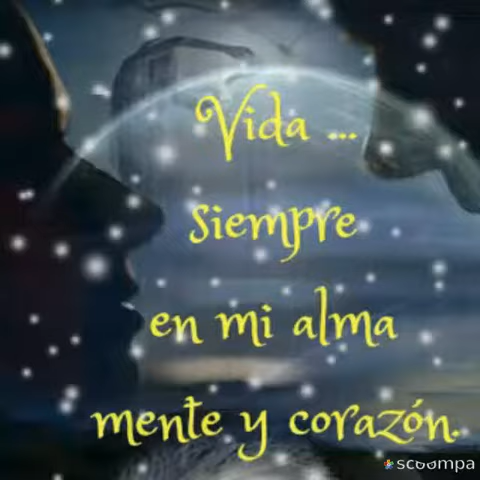 Vida ...
siempre
en mi alma
mente y corazón.
scoompa